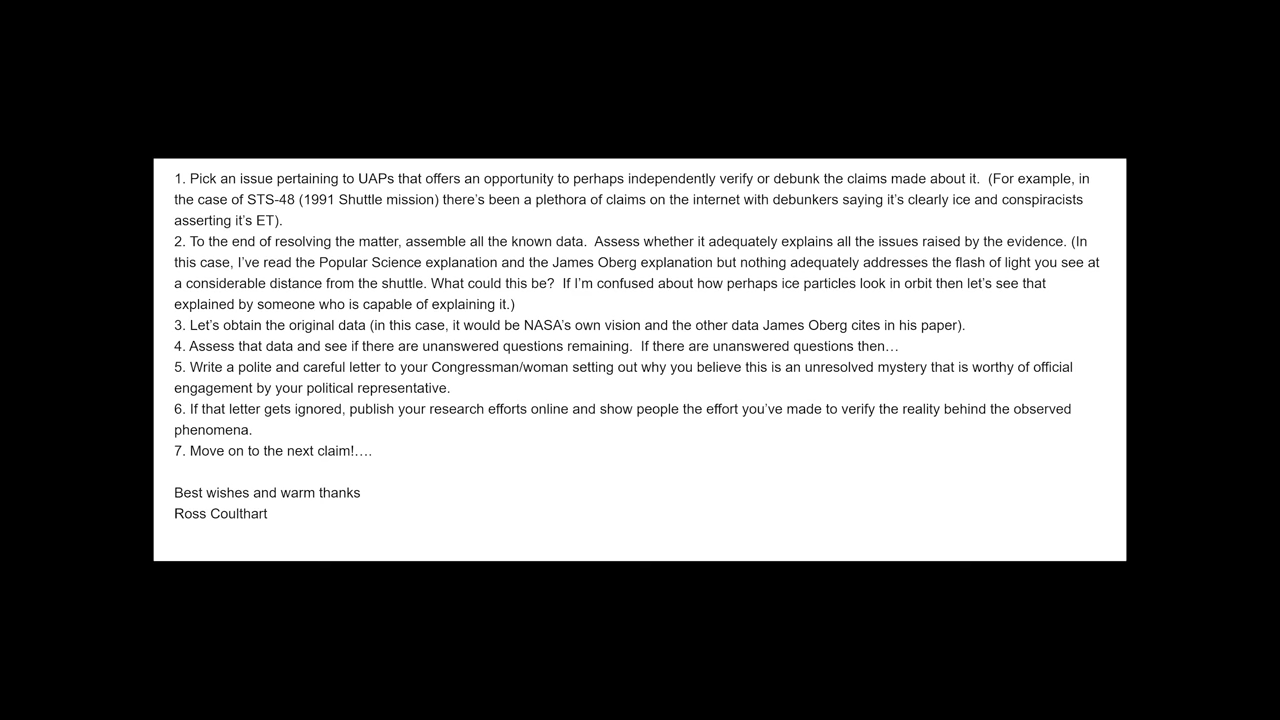 1. Pick an issue pertaining to UAPs that offers an opportunity to perhaps independently verify or debunk the claims made about it.  (For example, in
the case of STS-48 (1991 Shuttle mission) there’s been a plethora of claims on the internet with debunkers saying it’s clearly ice and conspiracists
asserting it’s ET).
2. To the end of resolving the matter, assemble all the known data.  Assess whether it adequately explains all the issues raised by the evidence. (In
this case, I’ve read the Popular Science explanation and the James Oberg explanation but nothing adequately addresses the flash of light you see at
a considerable distance from the shuttle. What could this be?  If I’m confused about how perhaps ice particles look in orbit then let’s see that
explained by someone who is capable of explaining it.)
3. Let’s obtain the original data (in this case, it would be NASA’s own vision and the other data James Oberg cites in his paper).
4. Assess that data and see if there are unanswered questions remaining.  If there are unanswered questions then…
5. Write a polite and careful letter to your Congressman/woman setting out why you believe this is an unresolved mystery that is worthy of official
engagement by your political representative.
6. If that letter gets ignored, publish your research efforts online and show people the effort you’ve made to verify the reality behind the observed
phenomena.
7. Move on to the next claim!….
Best wishes and warm thanks
Ross Coulthart